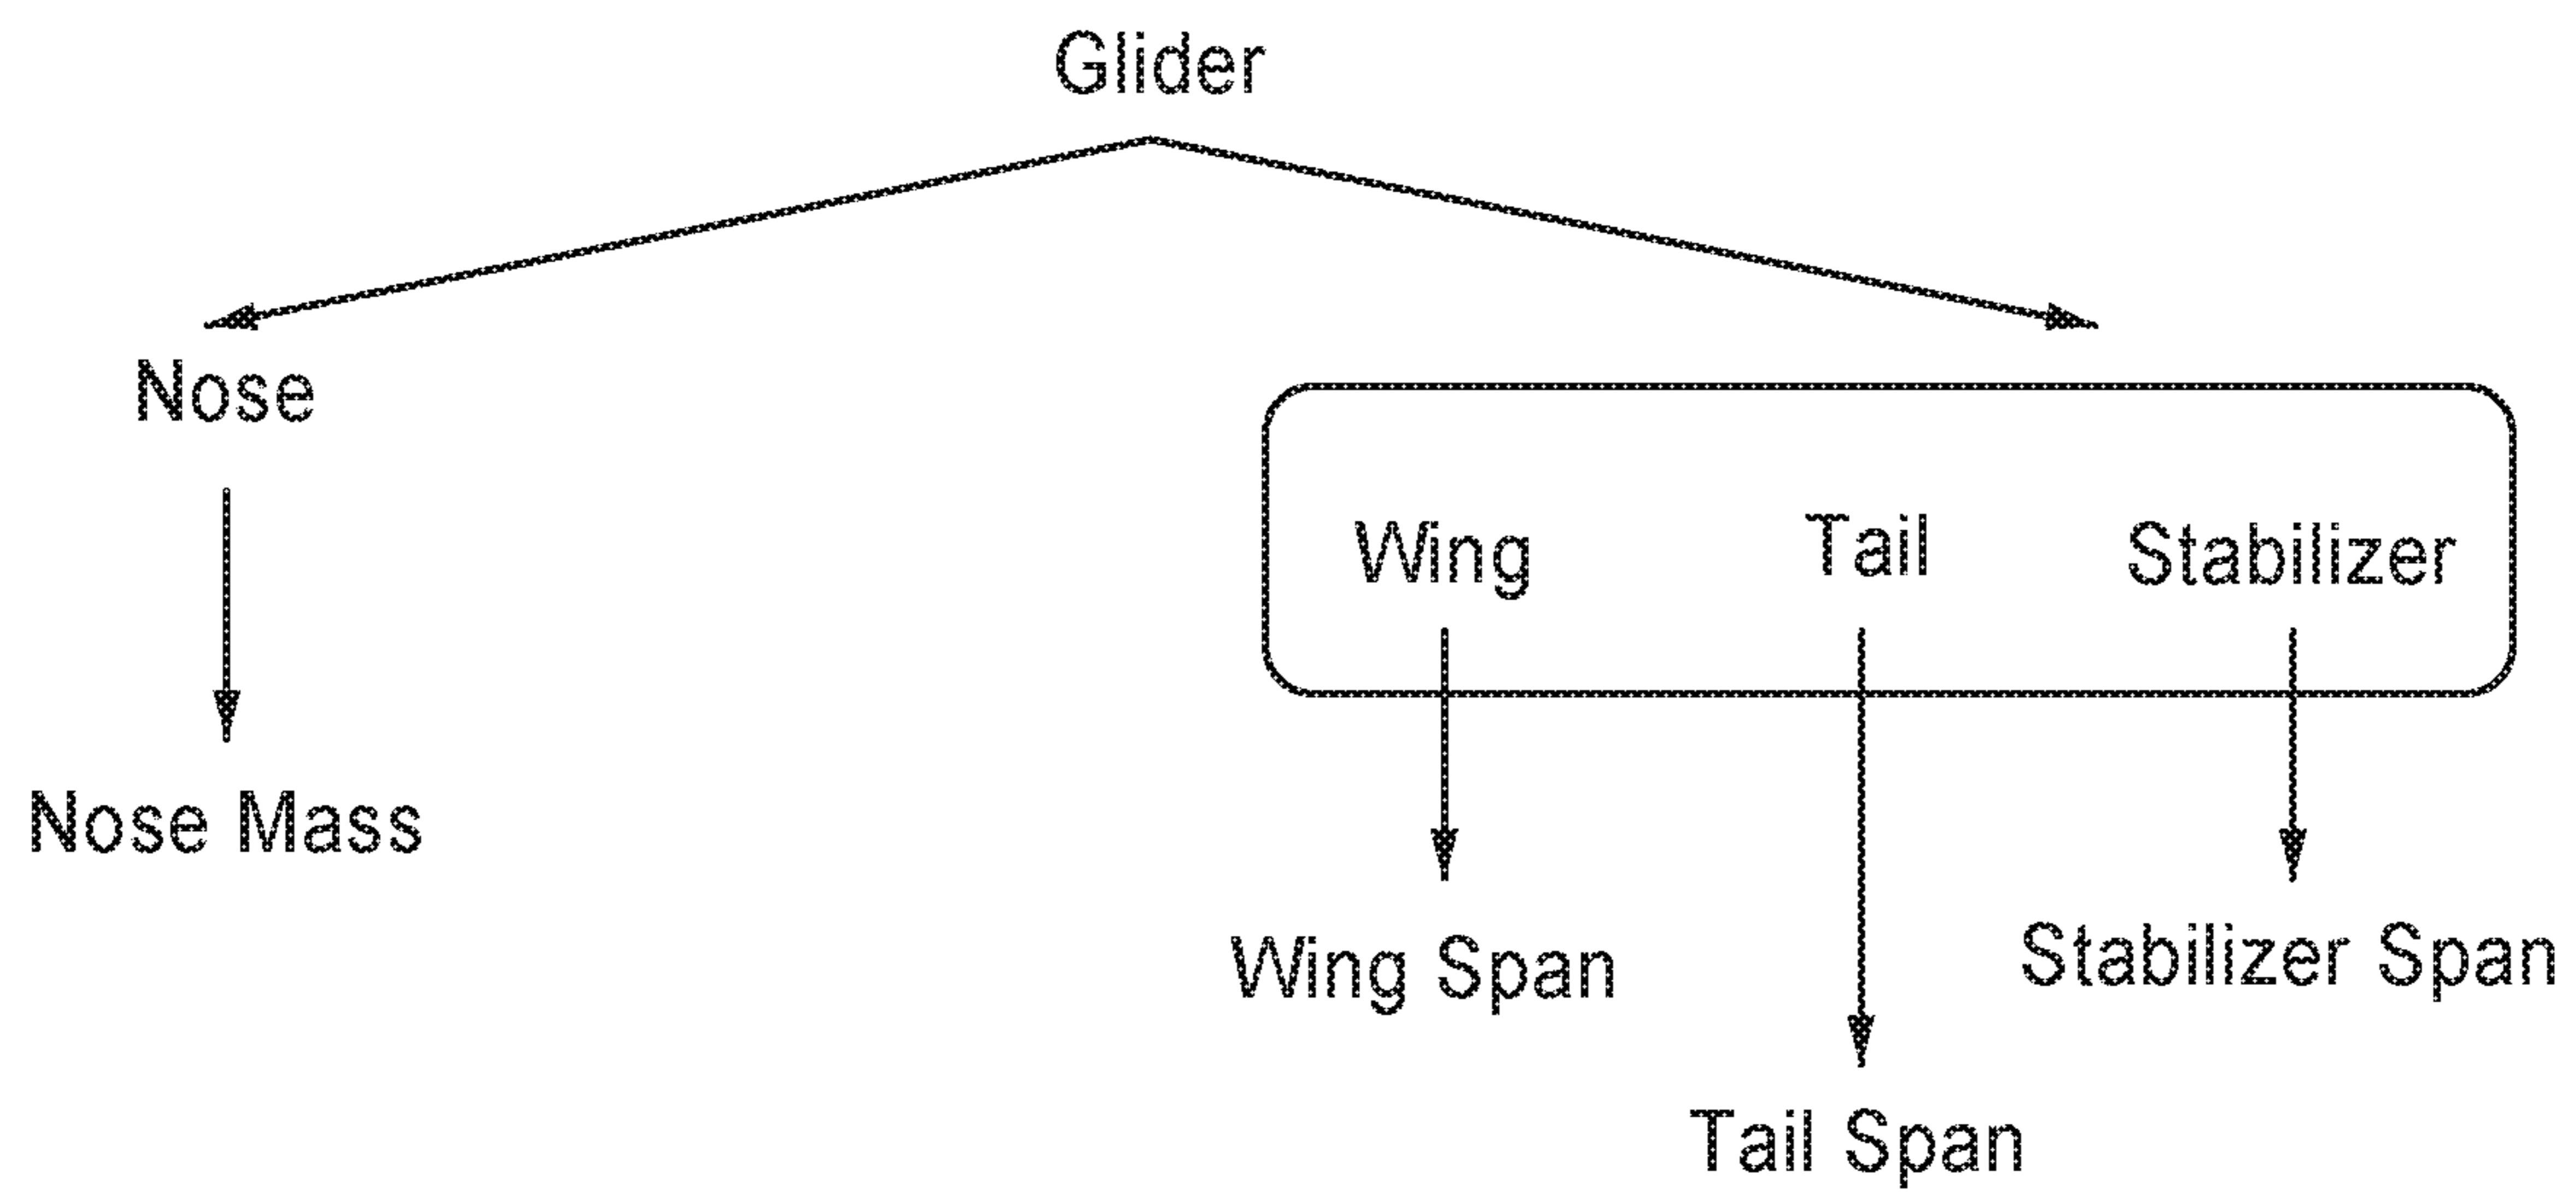 Glider
Nose
Wing
Tail
Stabilizer
Nose Mass
Wing Span
Stabilizer Span
Tail Span